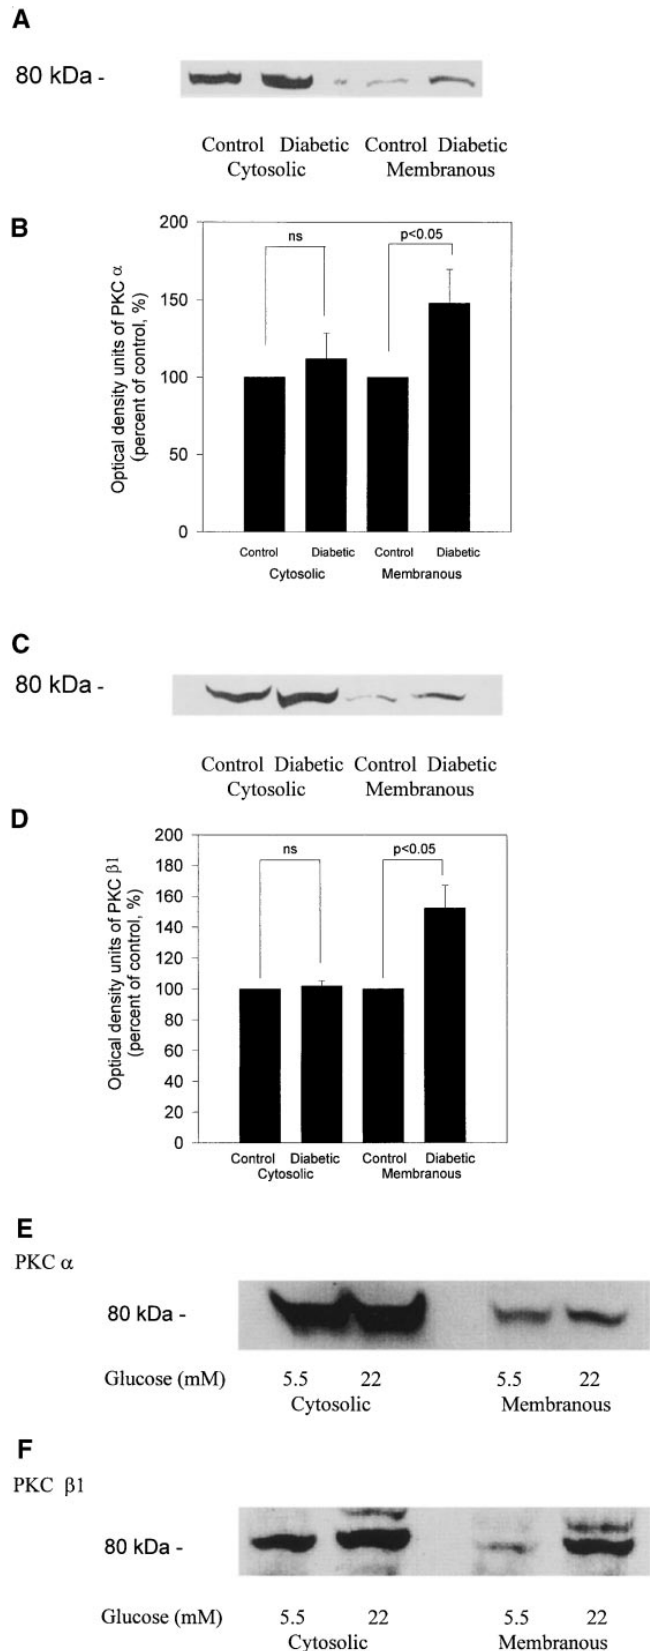 A
80 kDa -
Control Diabetic Control Diabetic
Cytosolic Membranous
B
Optical density units of PKC α
(percent of control, %)
200
150
100
50
0
ns
p<0.05
Control Diabetic Control Diabetic
Cytosolic Membranous
C
80 kDa -
Control Diabetic Control Diabetic
Cytosolic Membranous
D
Optical density units of PKC β1
(percent of control, %)
200
180
160
140
120
100
80
60
40
20
0
ns
p<0.05
Control Diabetic Control Diabetic
Cytosolic Membranous
E
PKC α
80 kDa -
Glucose (mM) 5.5 22 5.5 22
Cytosolic Membranous
F
PKC β1
80 kDa -
Glucose (mM) 5.5 22 5.5 22
Cytosolic Membranous